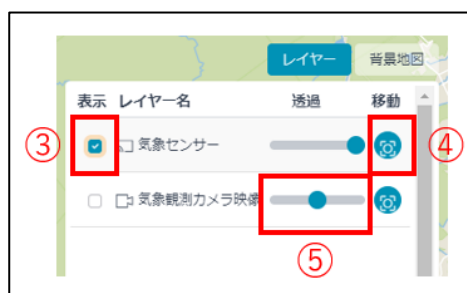 レイヤー 背景地図
表示 レイヤー名 透過 移動
③ 気象センサー ④
気象観測カメラ映像
⑤